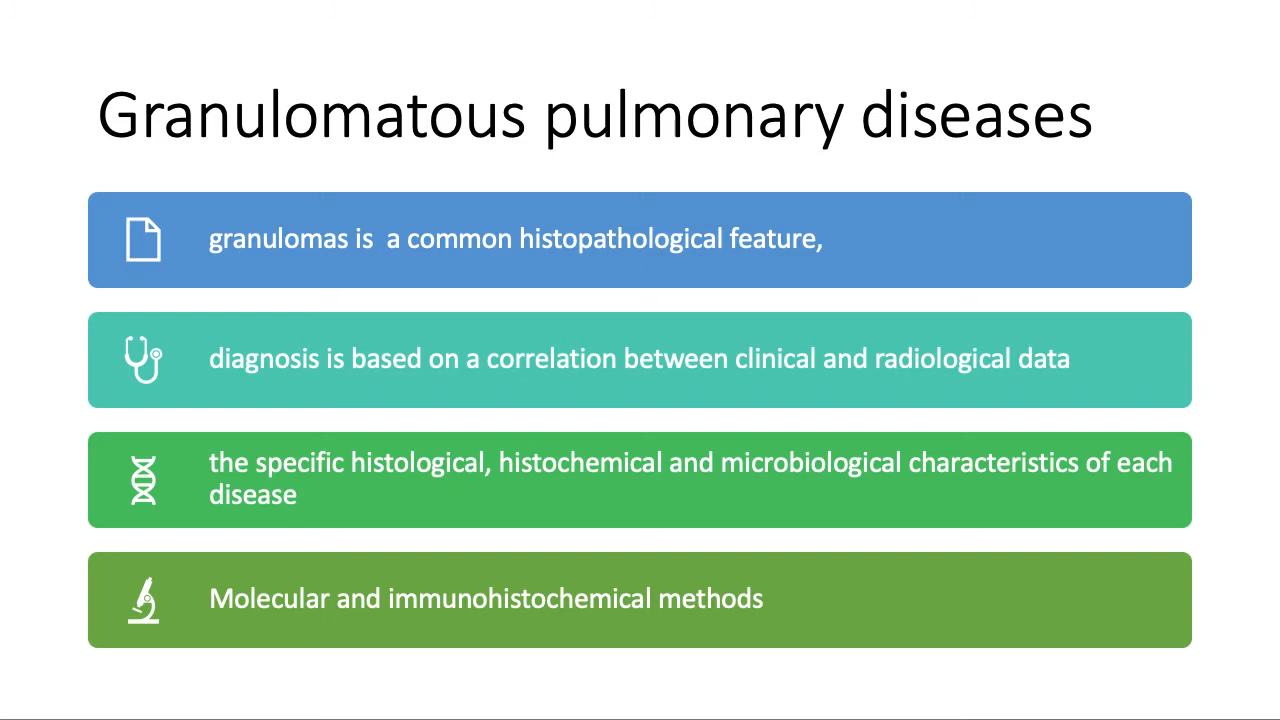 Granulomatous pulmonary diseases
granulomas is  a common histopathological feature,
diagnosis is based on a correlation between clinical and radiological data
the specific histological, histochemical and microbiological characteristics of each
disease
Molecular and immunohistochemical methods